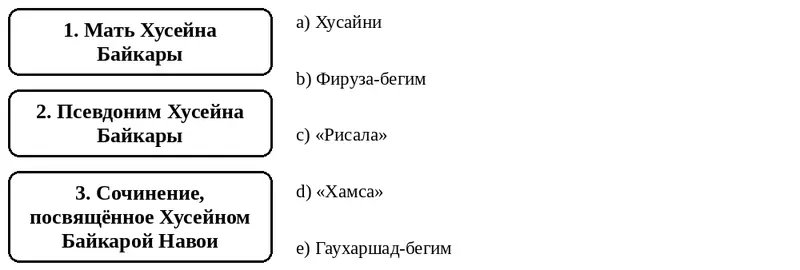 1. Мать Хусейна
Байкары
2. Псевдоним Хусейна
Байкары
3. Сочинение,
посвящённое Хусейном
Байкарой Навои
a) Хусайни
b) Фируза-бегим
c) «Рисала»
d) «Хамса»
e) Гаухаршад-бегим